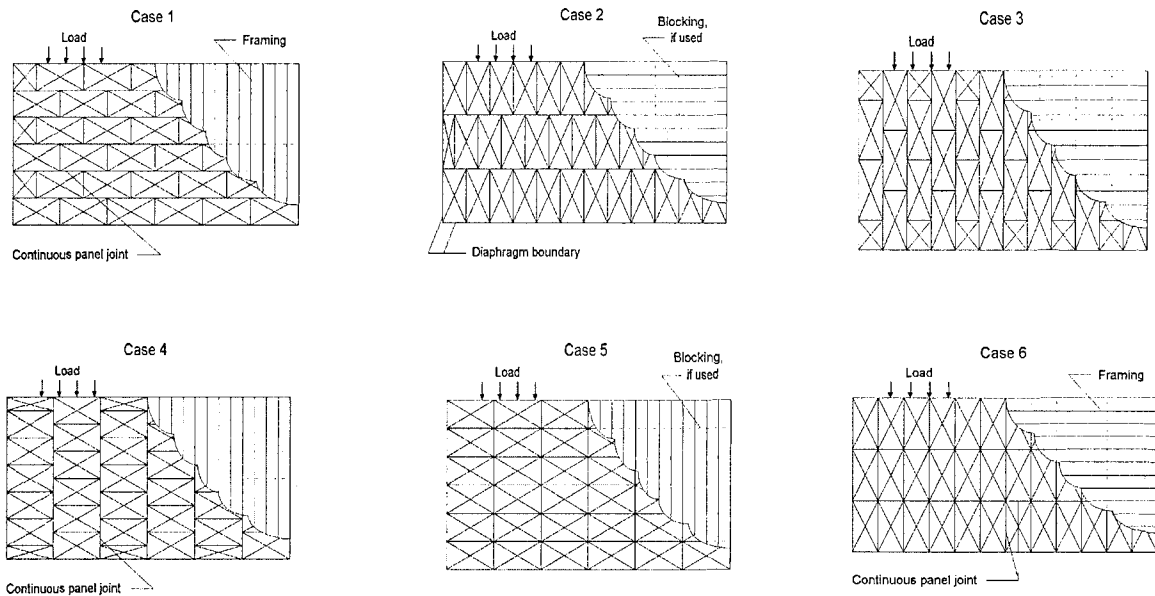 Case 1
Load
Framing
Continuous panel joint
Case 2
Load
Blocking,
if used
Diaphragm boundary
Case 3
Load
Case 4
Load
Continuous panel joint
Case 5
Load
Blocking,
if used
Case 6
Load
Framing
Continuous panel joint